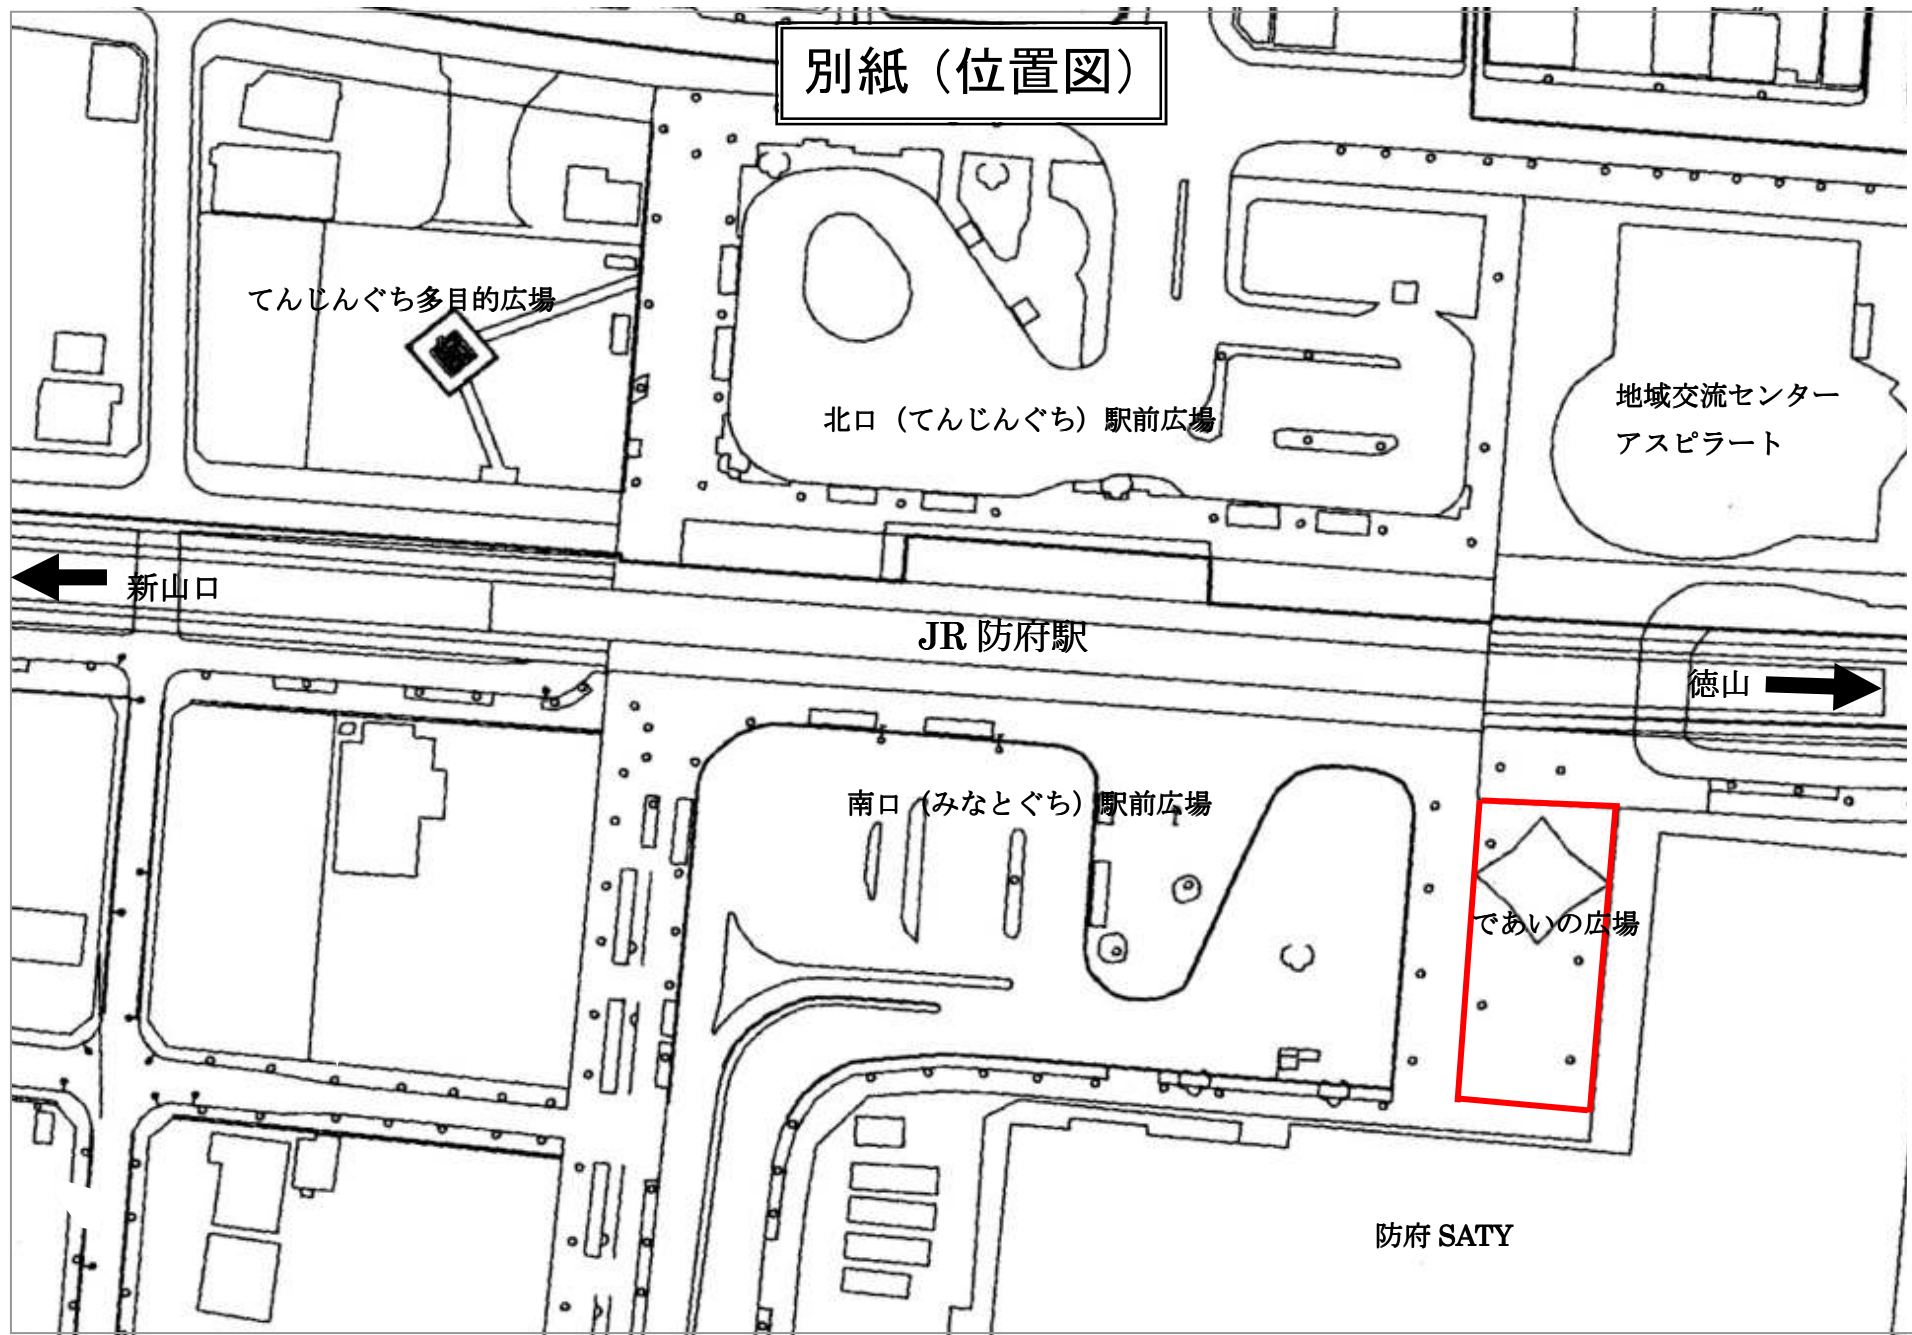 別紙（位置図）
てんじんぐち多目的広場
北口（てんじんぐち）駅前広場
地域交流センター
アスピラート
新山口
JR 防府駅
徳山
南口（みなとぐち）駅前広場
であいの広場
防府 SATY